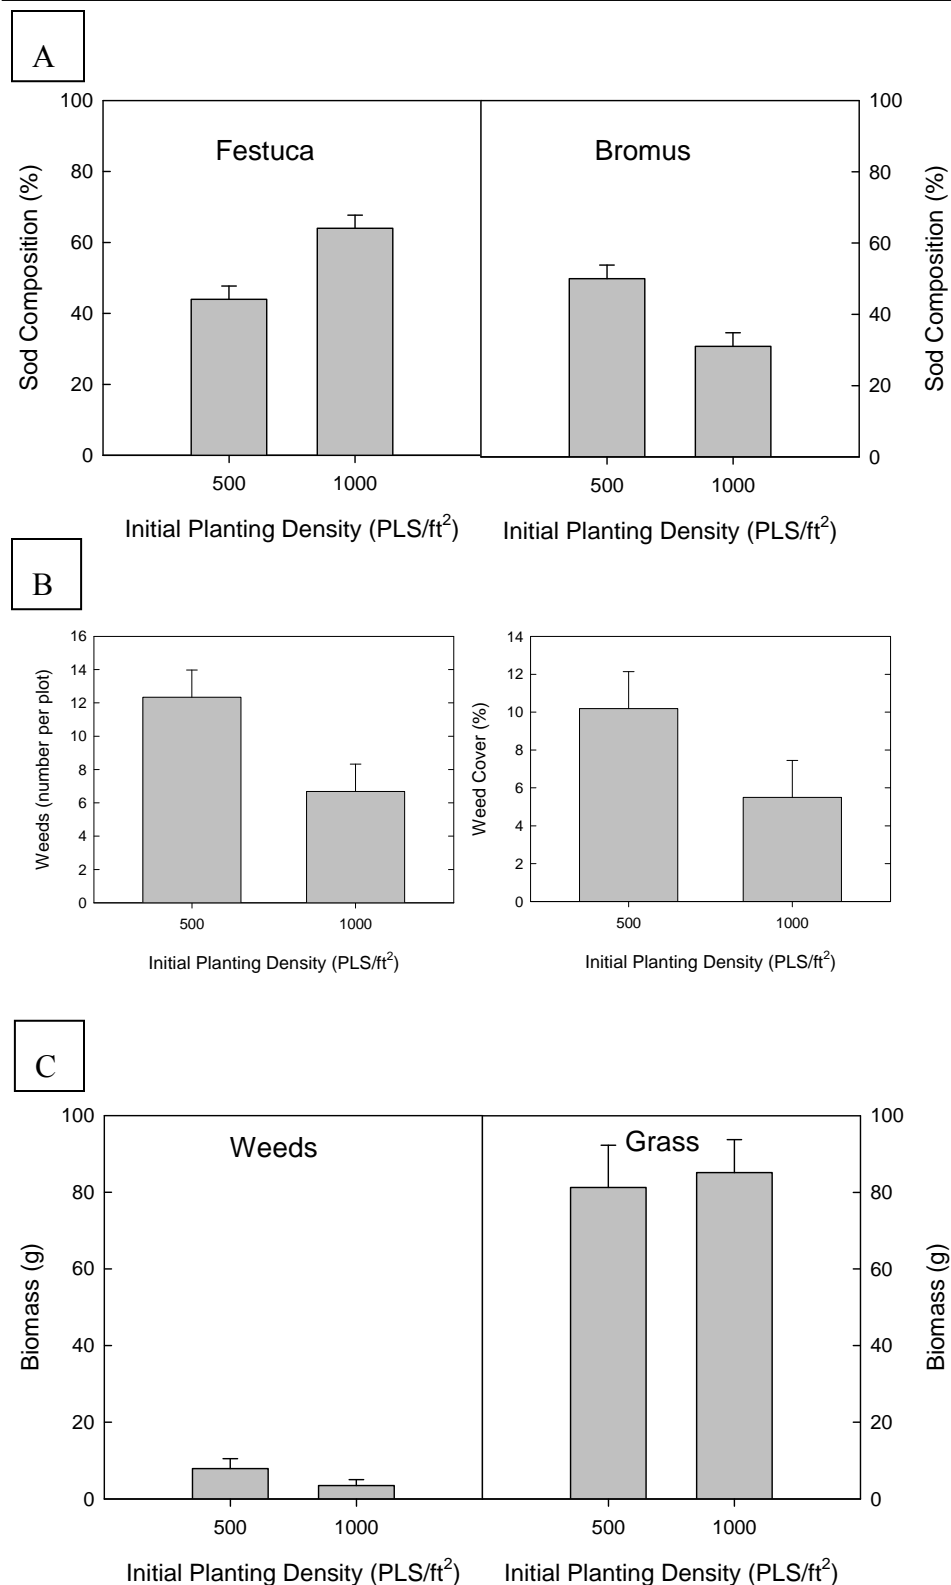 A
Festuca
Bromus
100
80
60
40
20
0
Sod Composition (%)
100
80
60
40
20
0
Sod Composition (%)
500
1000
500
1000
Initial Planting Density (PLS/ft²)
Initial Planting Density (PLS/ft²)
B
16
14
12
10
8
6
4
2
0
Weeds (number per plot)
500
1000
Initial Planting Density (PLS/ft²)
14
12
10
8
6
4
2
0
Weed Cover (%)
500
1000
Initial Planting Density (PLS/ft²)
C
Weeds
Grass
100
80
60
40
20
0
Biomass (g)
100
80
60
40
20
0
Biomass (g)
500
1000
500
1000
Initial Planting Density (PLS/ft²)
Initial Planting Density (PLS/ft²)